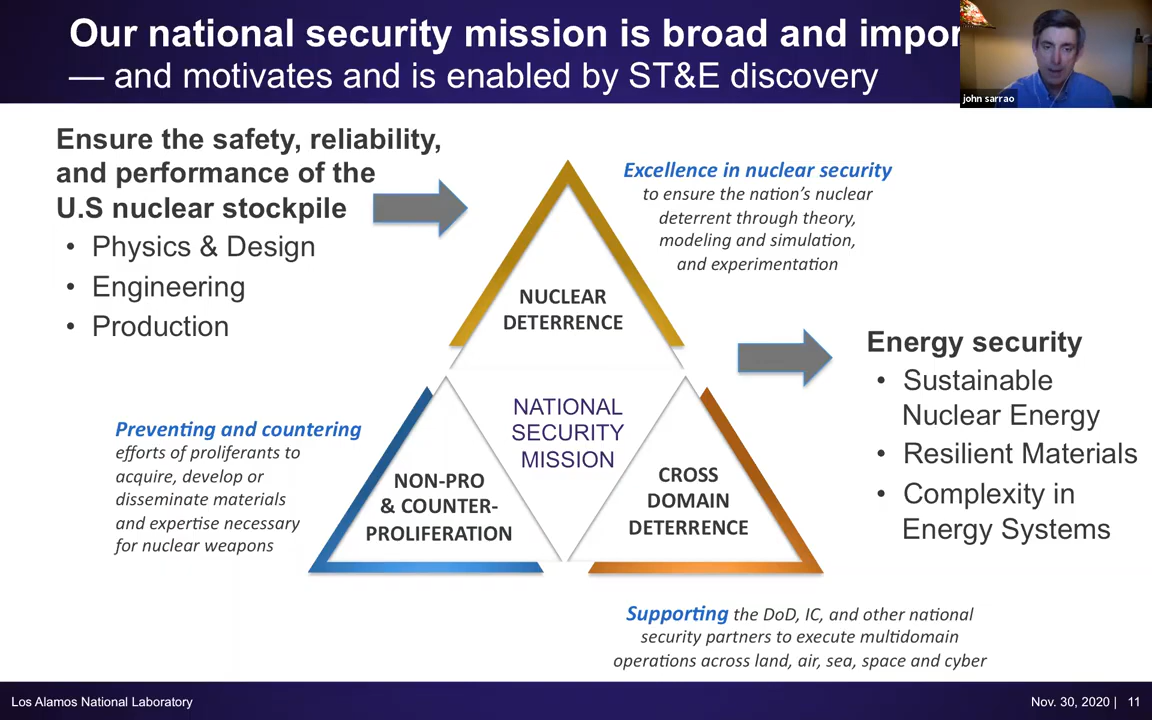 Our national security mission is broad and impor
— and motivates and is enabled by ST&E discovery
john sarrao
Ensure the safety, reliability,
and performance of the
U.S nuclear stockpile
• Physics & Design
• Engineering
• Production
Excellence in nuclear security
to ensure the nation's nuclear
deterrent through theory,
modeling and simulation,
and experimentation
NUCLEAR
DETERRENCE
Energy security
• Sustainable
Nuclear Energy
• Resilient Materials
• Complexity in
Energy Systems
Preventing and countering
efforts of proliferants to
acquire, develop or
disseminate materials
and expertise necessary
for nuclear weapons
NATIONAL
SECURITY
MISSION
NON-PRO
& COUNTER-
PROLIFERATION
CROSS
DOMAIN
DETERRENCE
Supporting the DoD, IC, and other national
security partners to execute multidomain
operations across land, air, sea, space and cyber
Los Alamos National Laboratory
Nov. 30, 2020 | 11